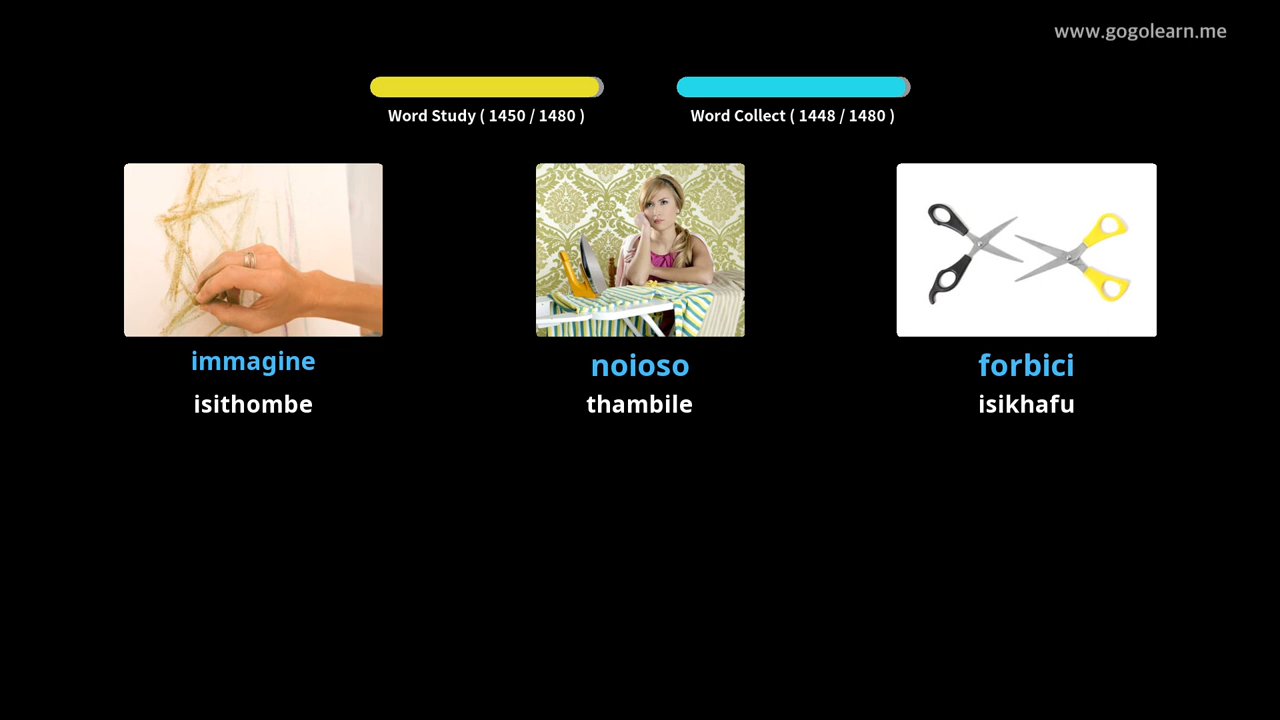 www.gogolearn.me
Word Study ( 1450 / 1480 )
Word Collect ( 1448 / 1480 )
immagine
noioso
forbici
isithombe
thambile
isikhafu